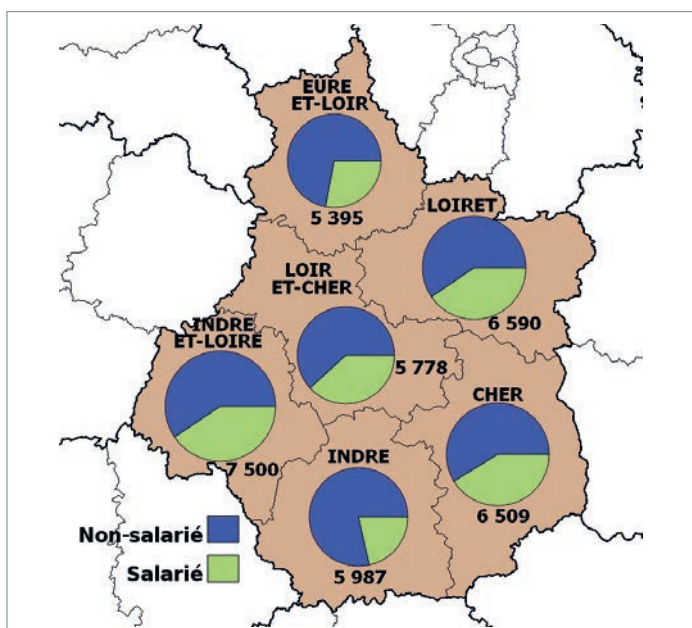 EURE
ET-LOIR
5 395
LOIRET
6 590
LOIR
ET-CHER
5 778
INDRE
ET-LOIRE
7 500
CHER
6 509
INDRE
5 987
Non-salarié
Salarié